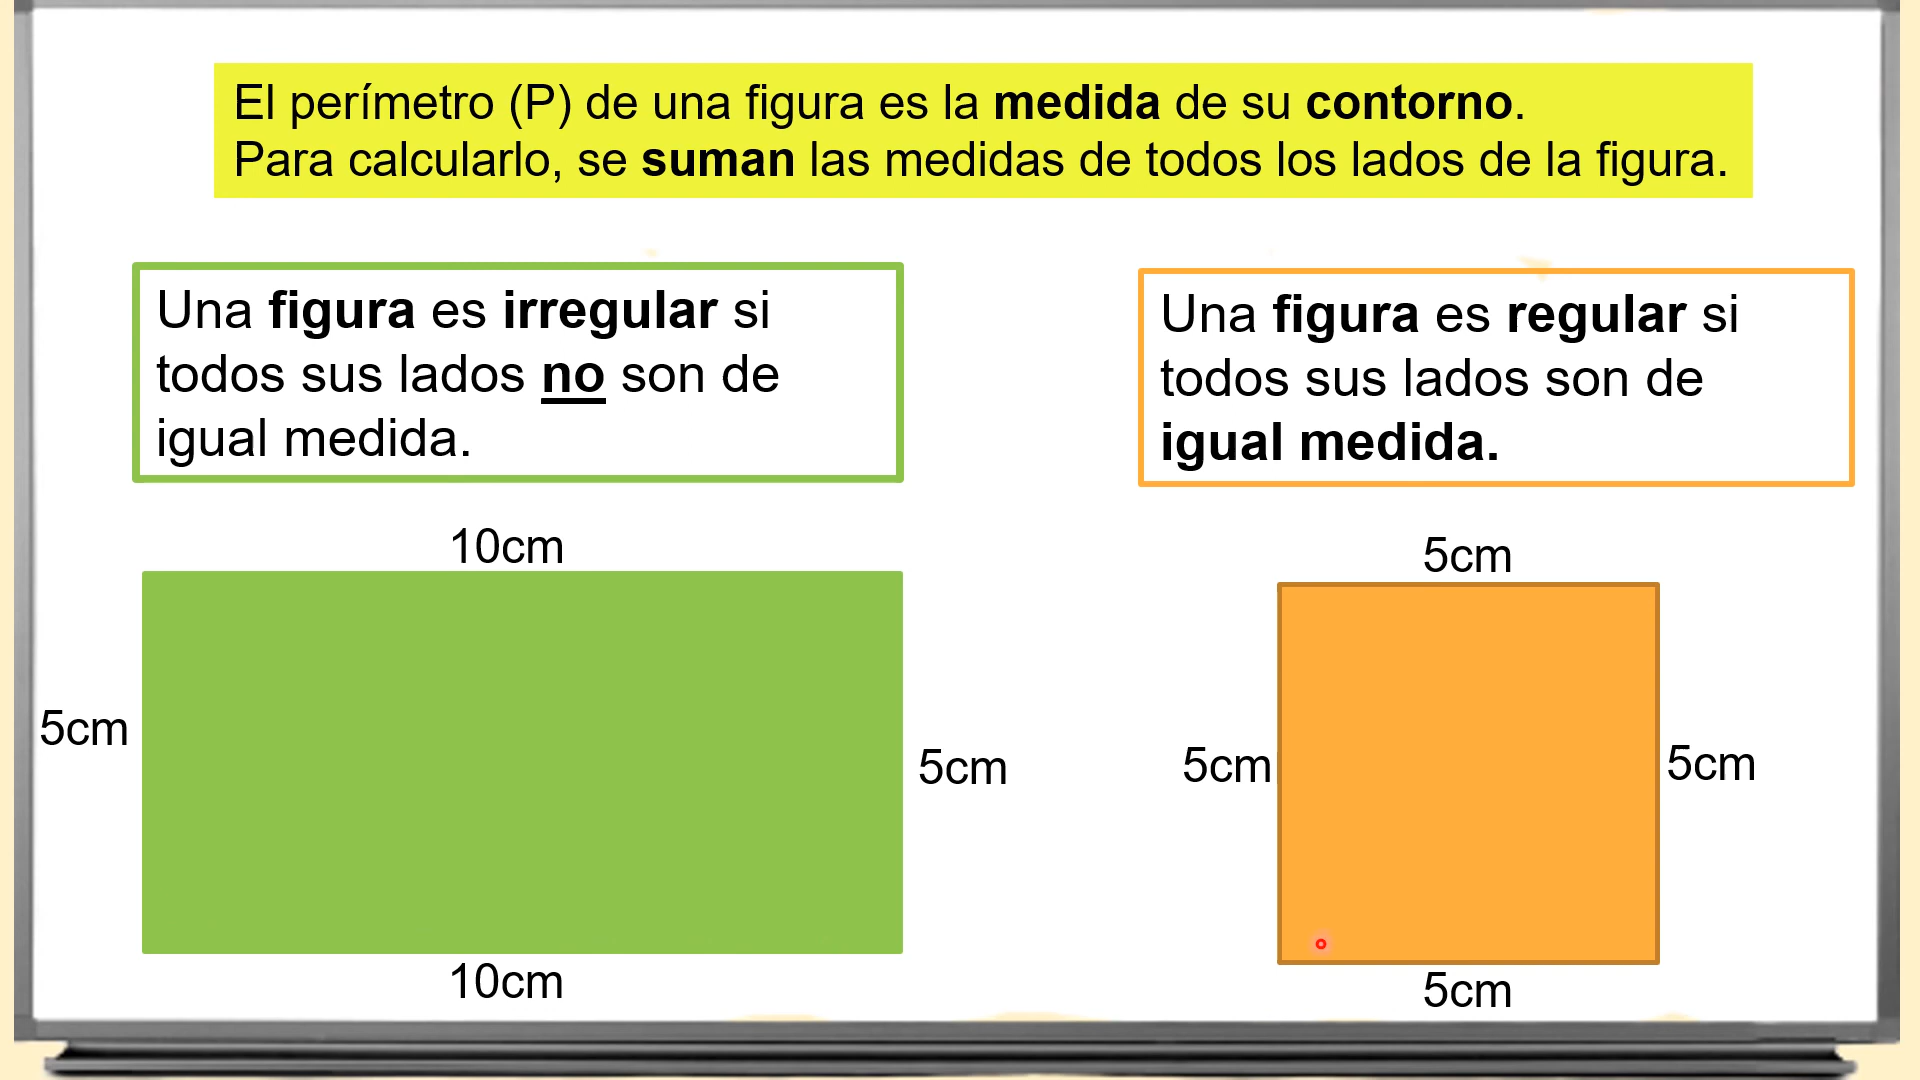 El perímetro (P) de una figura es la medida de su contorno.
Para calcularlo, se suman las medidas de todos los lados de la figura.
Una figura es irregular si
todos sus lados no son de
igual medida.
10cm
5cm
5cm
10cm
Una figura es regular si
todos sus lados son de
igual medida.
5cm
5cm
5cm
5cm